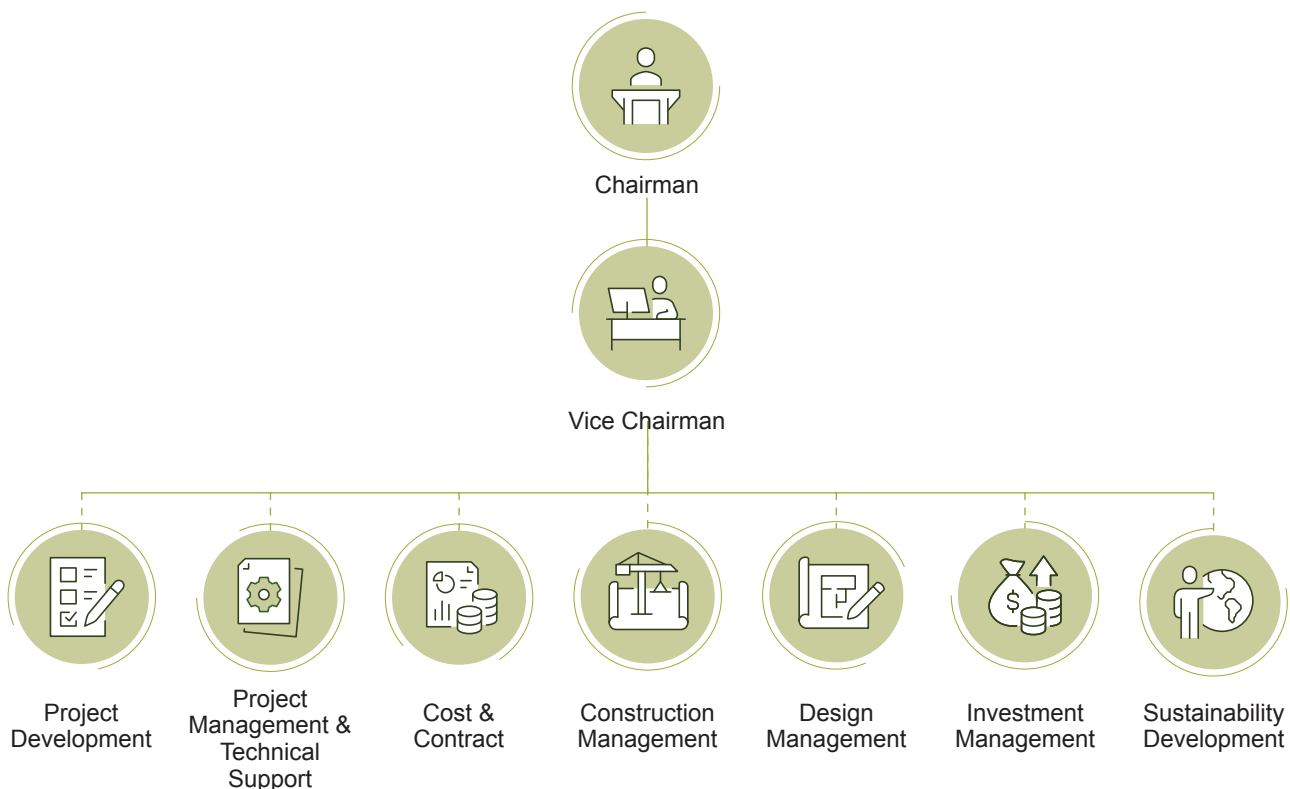 Chairman
Vice Chairman
Project
Development
Project
Management &
Technical
Support
Cost &
Contract
Construction
Management
Design
Management
$
Investment
Management
Sustainability
Development